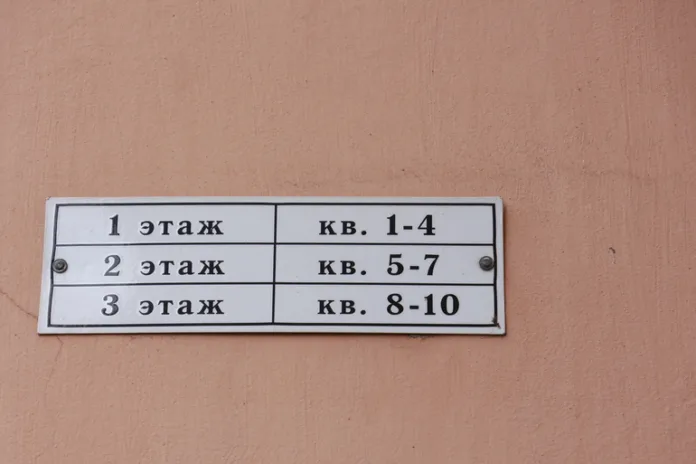 1 этаж кв. 1-4
2 этаж кв. 5-7
3 этаж кв. 8-10